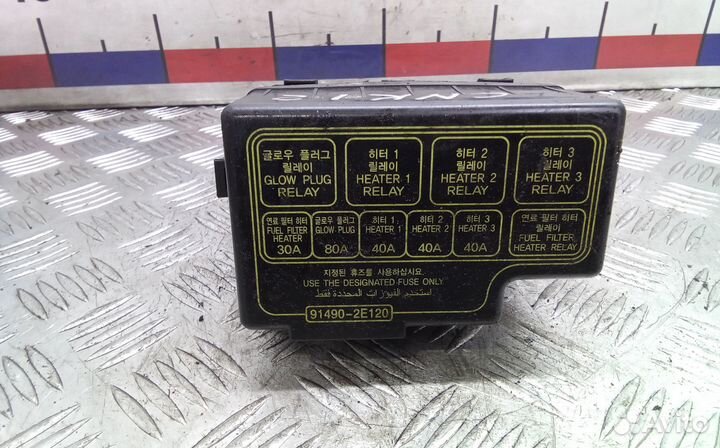 글로우 플러그
릴레이
GLOW PLUG
RELAY
히터 1
릴레이
HEATER 1
RELAY
히터 2
릴레이
HEATER 2
RELAY
히터 3
릴레이
HEATER 3
RELAY
연료 필터 히터
FUEL FILTER
HEATER
30A
글로우 플러그
GLOW PLUG
80A
히터 1
HEATER 1
40A
히터 2
HEATER 2
40A
히터 3
HEATER 3
40A
연료 필터 히터
릴레이
FUEL FILTER
HEATER RELAY
지정된 휴즈를 사용하십시요
USE THE DESIGNATED FUSE ONLY
استخدم الفيوزات المحددة فقط
91490-2E120
Avito